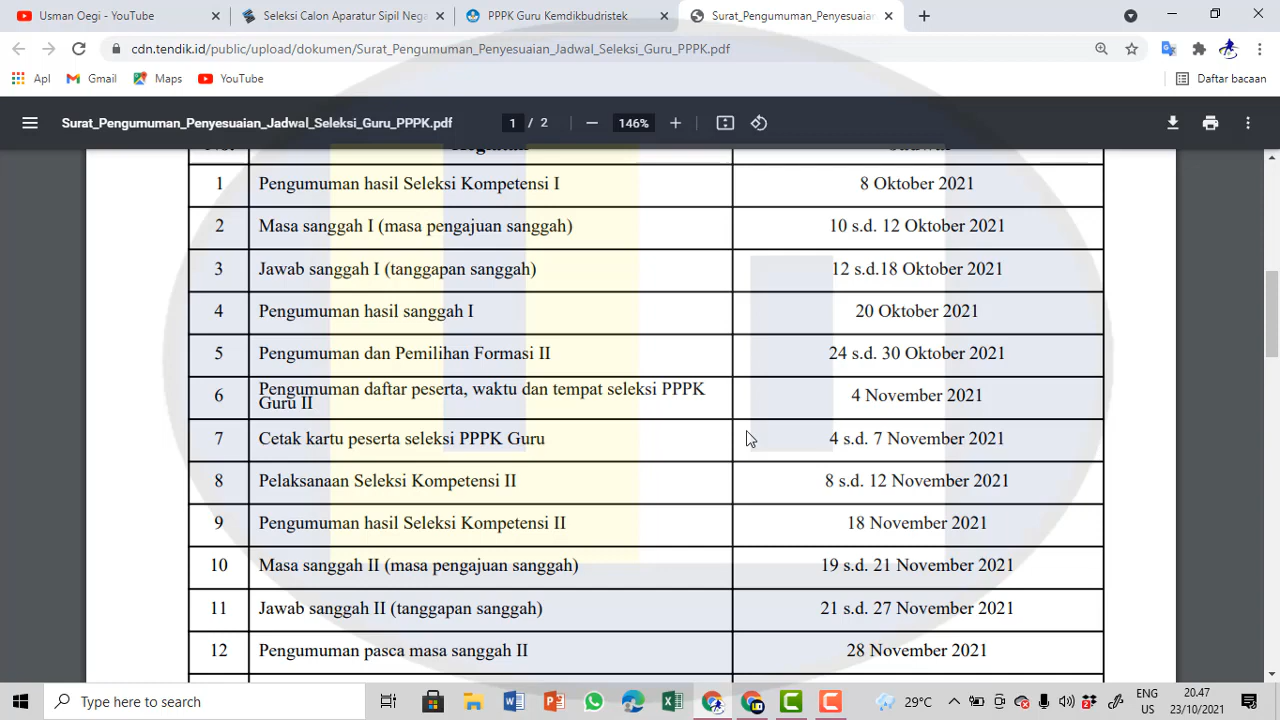 Usman Oegi - YouTube
Seleksi Calon Aparatur Sipil Nega
PPPK Guru Kemdikbudristek
Surat_Pengumuman_Penyesuaian
cdn.tendik.id/public/upload/dokumen/Surat_Pengumuman_Penyesuaian_Jadwal_Seleksi_Guru_PPPK.pdf
Apl
Gmail
Maps
YouTube
Daftar bacaan
Surat_Pengumuman_Penyesuaian_Jadwal_Seleksi_Guru_PPPK.pdf
1 / 2
146%
1 Pengumuman hasil Seleksi Kompetensi I 8 Oktober 2021
2 Masa sanggah I (masa pengajuan sanggah) 10 s.d. 12 Oktober 2021
3 Jawab sanggah I (tanggapan sanggah) 12 s.d.18 Oktober 2021
4 Pengumuman hasil sanggah I 20 Oktober 2021
5 Pengumuman dan Pemilihan Formasi II 24 s.d. 30 Oktober 2021
6 Pengumuman daftar peserta, waktu dan tempat seleksi PPPK 4 November 2021
Guru II
7 Cetak kartu peserta seleksi PPPK Guru 4 s.d. 7 November 2021
8 Pelaksanaan Seleksi Kompetensi II 8 s.d. 12 November 2021
9 Pengumuman hasil Seleksi Kompetensi II 18 November 2021
10 Masa sanggah II (masa pengajuan sanggah) 19 s.d. 21 November 2021
11 Jawab sanggah II (tanggapan sanggah) 21 s.d. 27 November 2021
12 Pengumuman pasca masa sanggah II 28 November 2021
Type here to search
29°C
ENG
US
20.47
23/10/2021